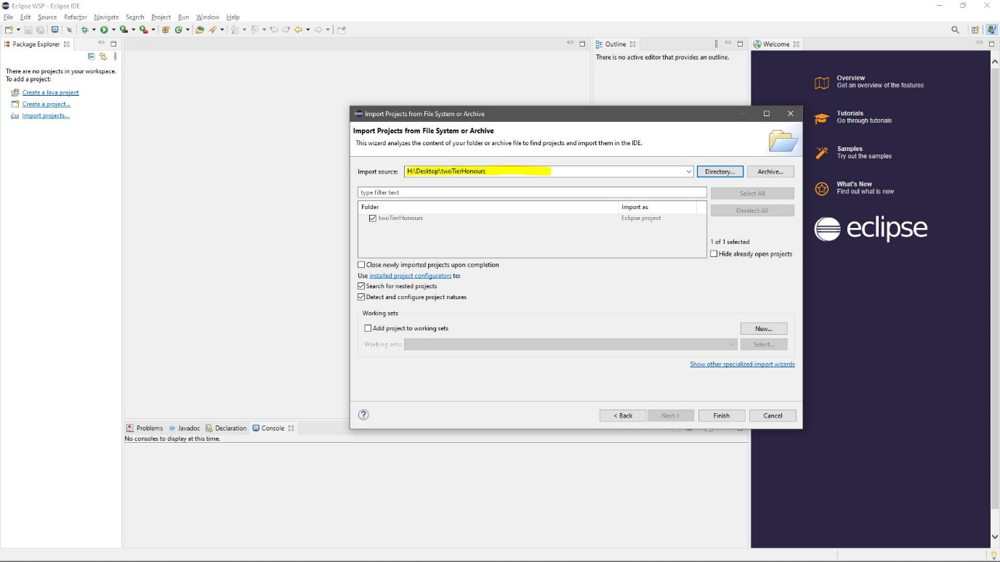 Eclipse WSP - Eclipse IDE
File Edit Source Refactor Navigate Search Project Run Window Help
Package Explorer
There are no projects in your workspace.
To add a project:
Create a Java project
Create a project...
Import projects...
Outline
There is no active editor that provides an outline.
Welcome
Overview
Get an overview of the features
Tutorials
Go through tutorials
Samples
Try out the samples
What's New
Find out what is new
eclipse
Import Projects from File System or Archive
Import Projects from File System or Archive
This wizard analyzes the content of your folder or archive file to find projects and import them in the IDE.
Import source: H:\Desktop\twoTierHonours Directory... Archive...
type filter text Select All
Folder Import as Deselect All
twoTierHonours Eclipse project
1 of 1 selected
Hide already open projects
Close newly imported projects upon completion
Use installed project configurators to:
Search for nested projects
Detect and configure project natures
Working sets
Add project to working sets New...
Working sets: Select...
Show other specialized import wizards
? < Back Next > Finish Cancel
Problems @ Javadoc Declaration Console
No consoles to display at this time.